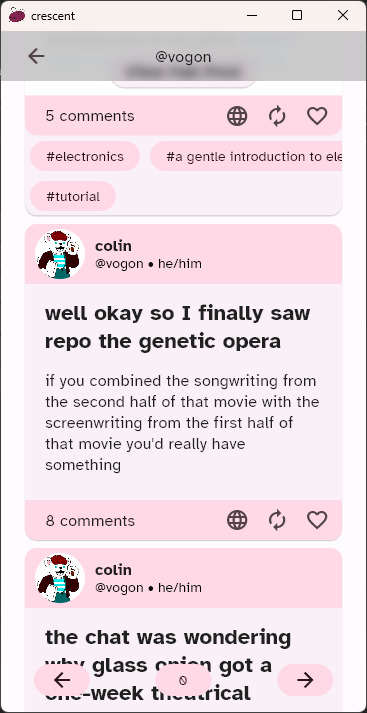 crescent
@vogon
5 comments
#electronics #a gentle introduction to ele
#tutorial
colin
@vogon • he/him
well okay so I finally saw
repo the genetic opera
if you combined the songwriting from
the second half of that movie with the
screenwriting from the first half of
that movie you'd really have
something
8 comments
colin
@vogon • he/him
the chat was wondering
why glass onion got a
one-week theatrical
0